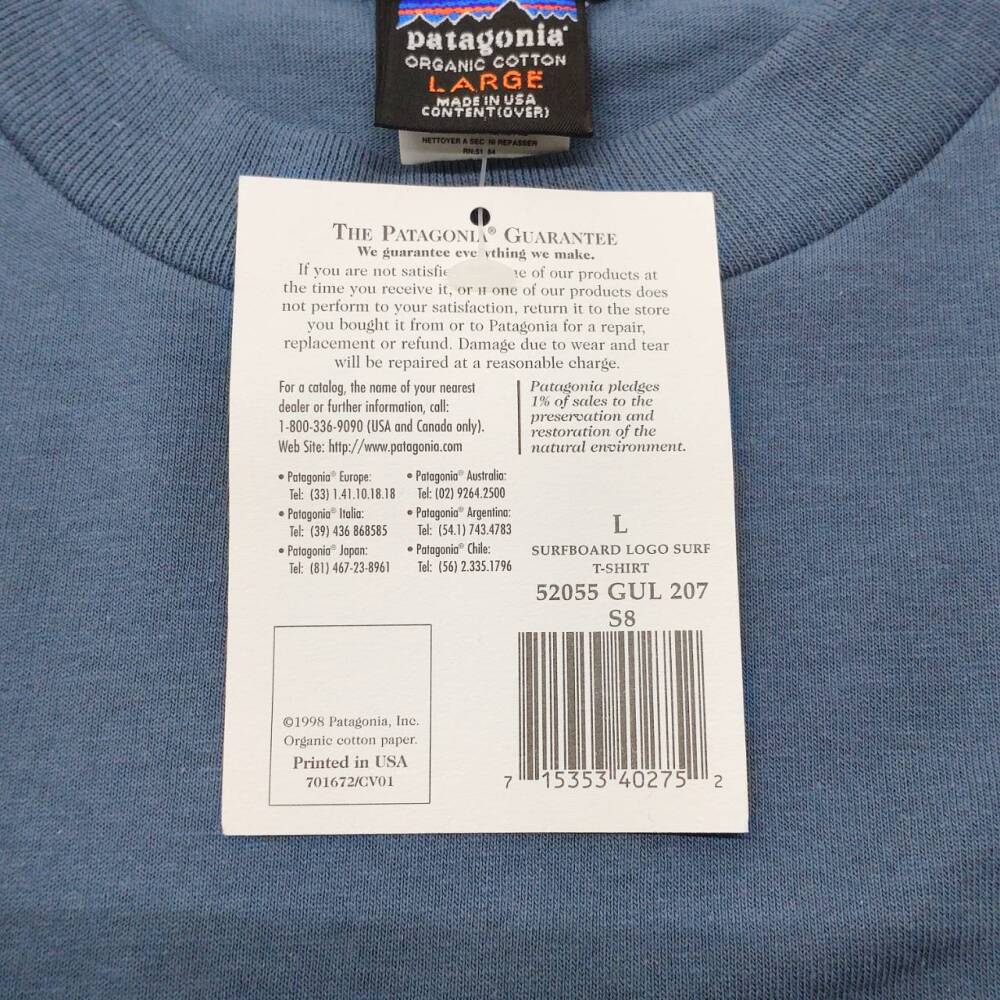 patagonia®
ORGANIC COTTON
LARGE
MADE IN USA
CONTENT (OVER)
NETTOYER A SEC NI REPASSER
THE PATAGONIA® GUARANTEE
We guarantee everything we make.
If you are not satisfied of our products at
the time you receive it, or if one of our products does
not perform to your satisfaction, return it to the store
you bought it from or to Patagonia for a repair,
replacement or refund. Damage due to wear and tear
will be repaired at a reasonable charge.
For a catalog, the name of your nearest
dealer or further information, call:
1-800-336-9090 (USA and Canada only).
Web Site: http://www.patagonia.com
Patagonia pledges
1% of sales to the
preservation and
restoration of the
natural environment.
• Patagonia® Europe:
Tel: (33) 1.41.10.18.18
• Patagonia® Italia:
Tel: (39) 436 868585
• Patagonia® Japan:
Tel: (81) 467-23-8961
• Patagonia® Australia:
Tel: (02) 9264.2500
• Patagonia® Argentina:
Tel: (54.1) 743.4783
• Patagonia® Chile:
Tel: (56) 2.335.1796
L
SURFBOARD LOGO SURF
T-SHIRT
52055 GUL 207
S8
7 15353 40275 2
©1998 Patagonia, Inc.
Organic cotton paper.
Printed in USA
701672/CV01